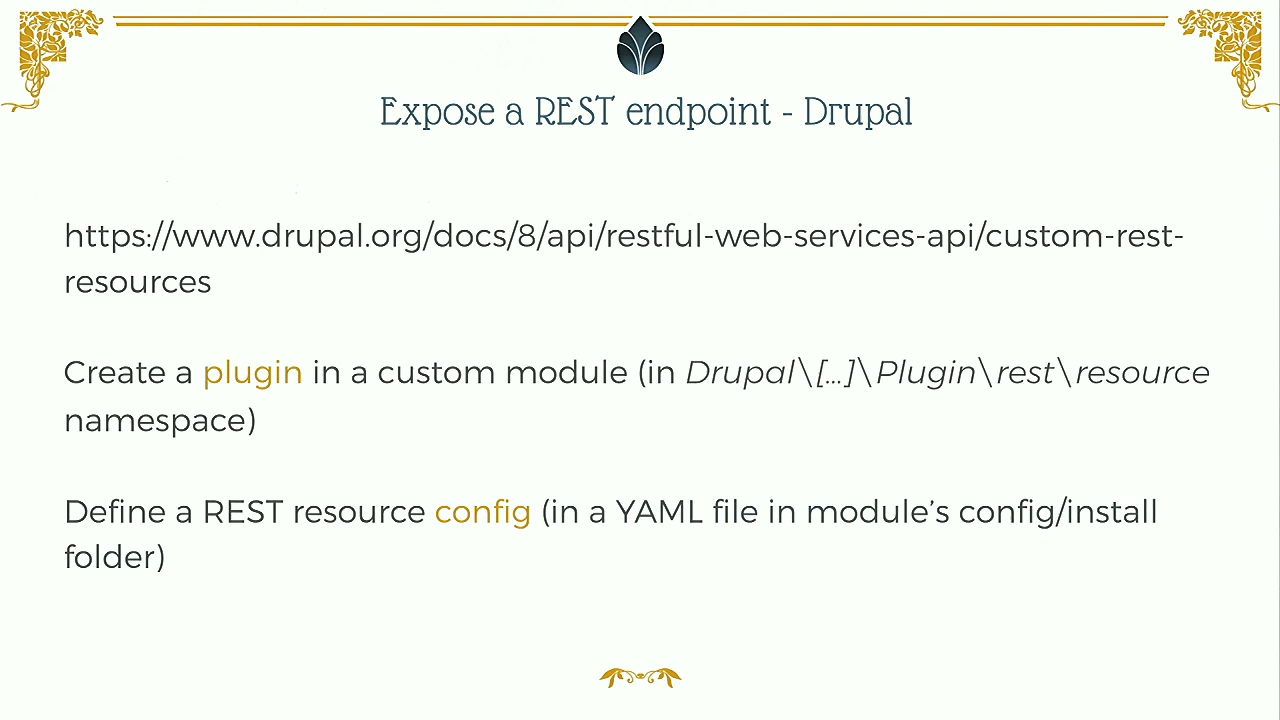 Expose a REST endpoint - Drupal
https://www.drupal.org/docs/8/api/restful-web-services-api/custom-rest-
resources
Create a plugin in a custom module (in Drupal\[...]\Plugin\rest\resource
namespace)
Define a REST resource config (in a YAML file in module’s config/install
folder)